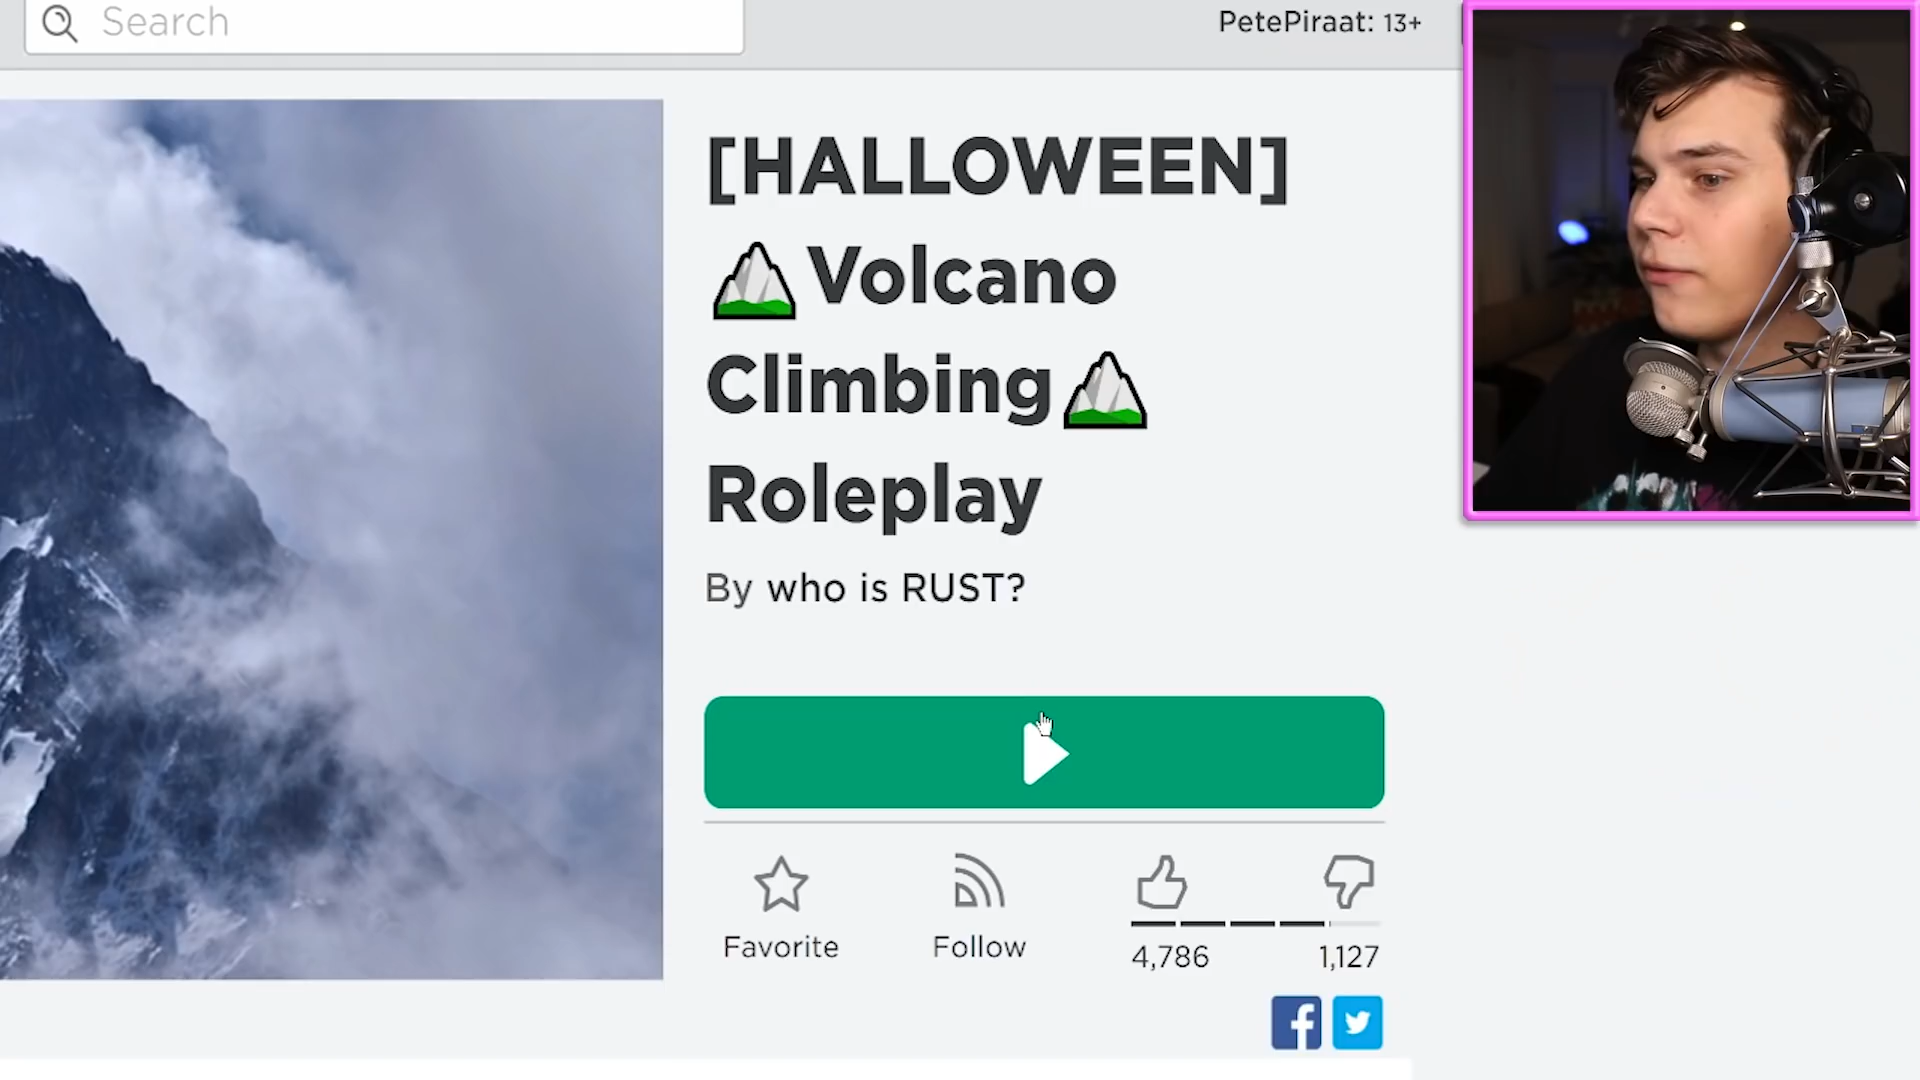 Search
PetePiraat: 13+
[HALLOWEEN]
Volcano
Climbing
Roleplay
By who is RUST?
Favorite
Follow
4,786
1,127